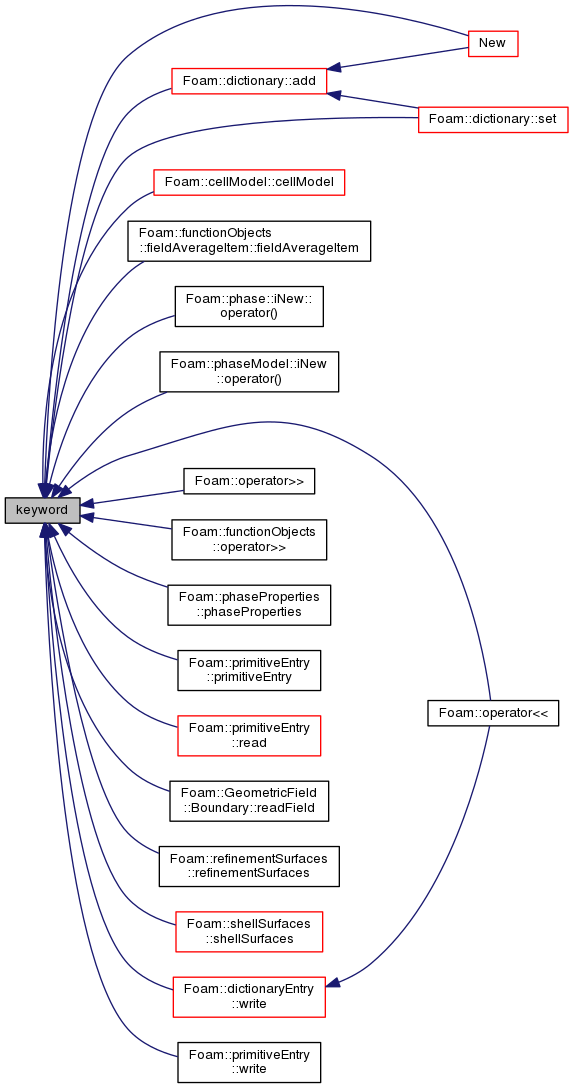 New
Foam::dictionary::add
Foam::dictionary::set
Foam::cellModel::cellModel
Foam::functionObjects
::fieldAverageItem::fieldAverageItem
Foam::phase::iNew::
operator()
Foam::phaseModel::iNew
::operator()
keyword
Foam::operator>>
Foam::functionObjects
::operator>>
Foam::phaseProperties
::phaseProperties
Foam::primitiveEntry
::primitiveEntry
Foam::operator<<
Foam::primitiveEntry
::read
Foam::GeometricField
::Boundary::readField
Foam::refinementSurfaces
::refinementSurfaces
Foam::shellSurfaces
::shellSurfaces
Foam::dictionaryEntry
::write
Foam::primitiveEntry
::write